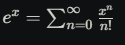 e^x = \sum_{n=0}^{\infty} \frac{x^n}{n!}